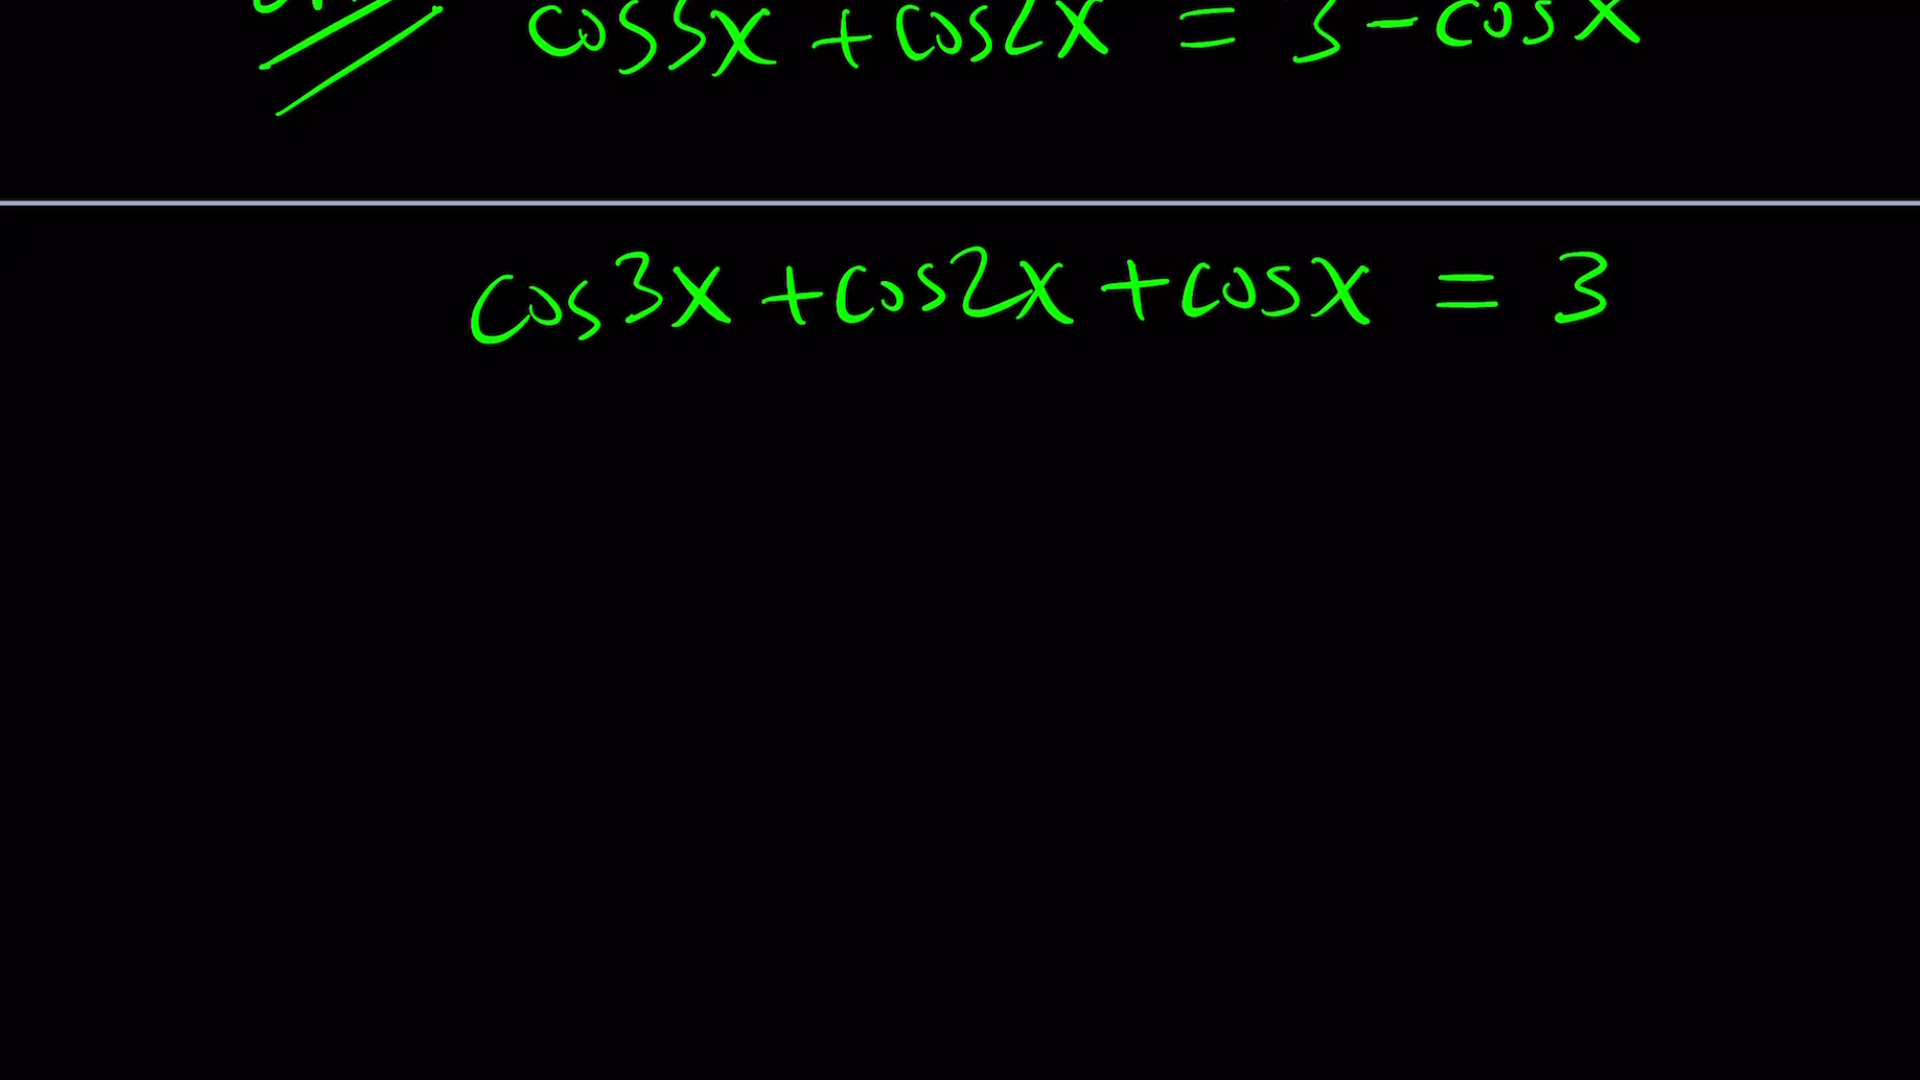 cos3x + cos2x = 3 - cosx
cos3x + cos2x + cosx = 3